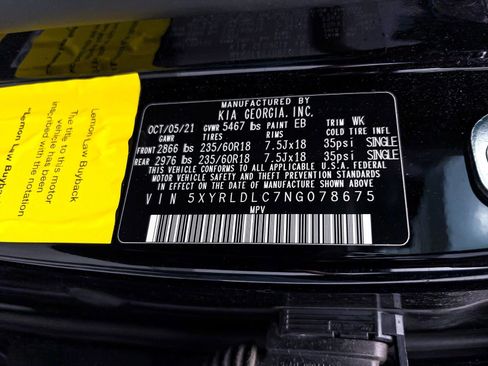 MANUFACTURED BY
KIA GEORGIA, INC.
OCT/05/21 GVWR 5467 lbs PAINT EB TRIM WK
GAWR TIRES RIMS COLD TIRE INFL
FRONT 2866 lbs 235/60R18 7.5Jx18 35psi SINGLE
REAR 2976 lbs 235/60R18 7.5Jx18 35psi SINGLE
THIS VEHICLE CONFORMS TO ALL APPLICABLE U.S.A. FEDERAL
MOTOR VEHICLE SAFETY AND THEFT PREVENTION STANDARDS
IN EFFECT ON THE DATE OF MANUFACTURE SHOWN ABOVE
VIN 5XYRLDLC7NG078675
MPV
Lemon Law Buyback
The title to this motor
vehicle has been
inscribed with the notation
"Lemon Law Buyback